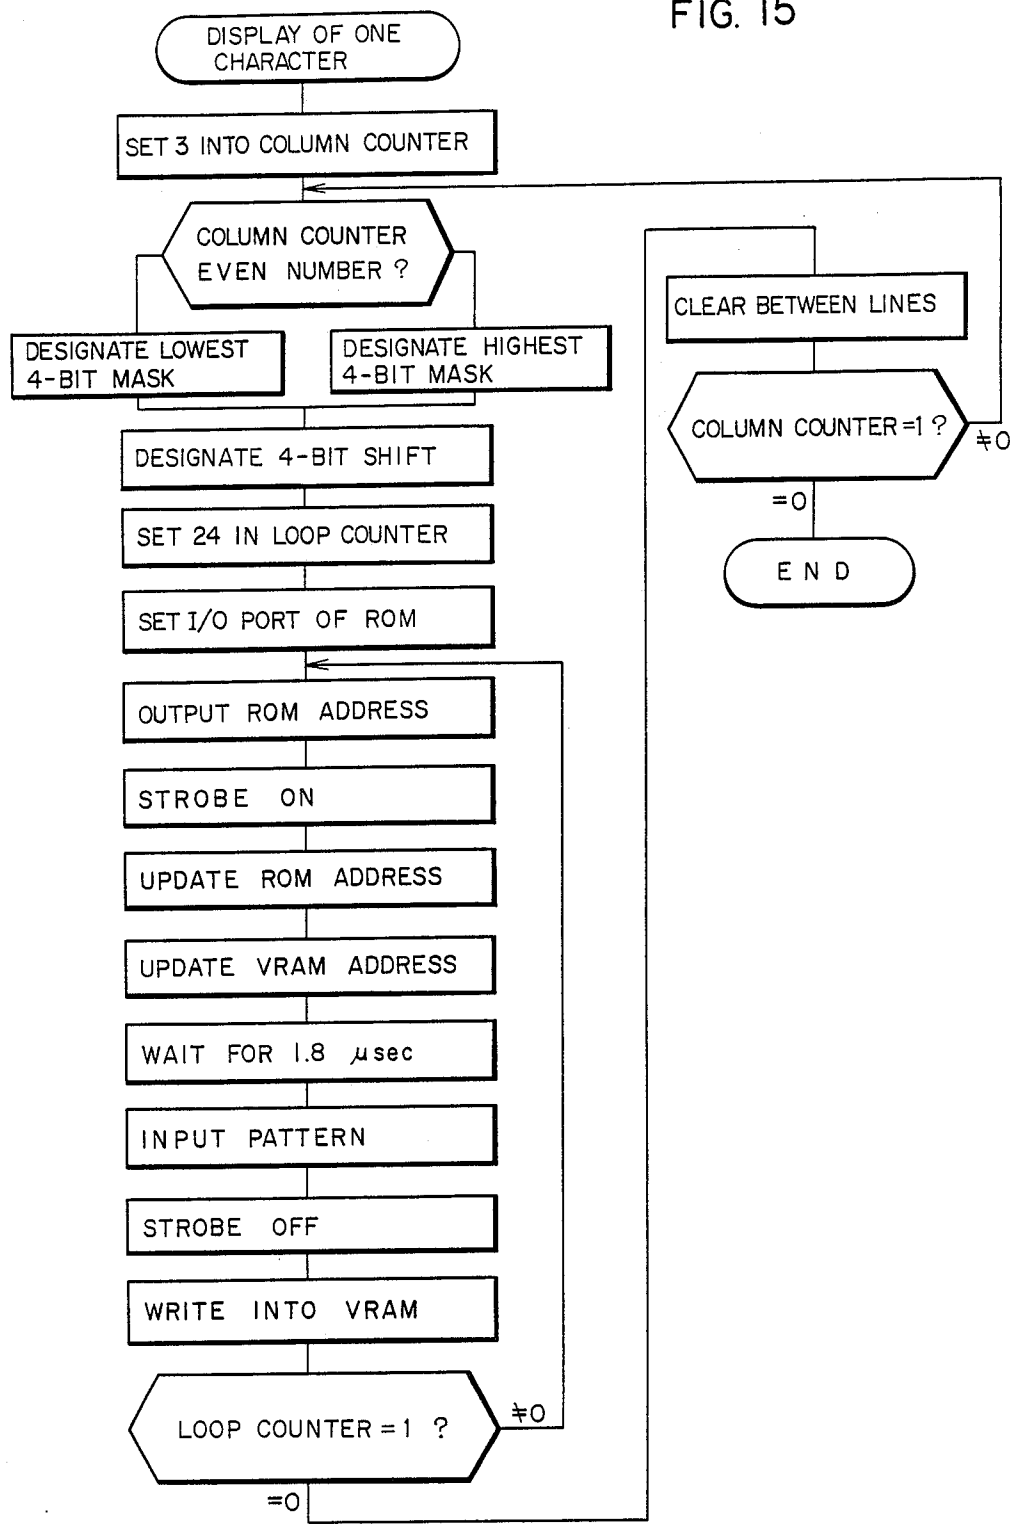 FIG. 15
DISPLAY OF ONE
CHARACTER
SET 3 INTO COLUMN COUNTER
COLUMN COUNTER
EVEN NUMBER ?
DESIGNATE LOWEST
4-BIT MASK
DESIGNATE HIGHEST
4-BIT MASK
DESIGNATE 4-BIT SHIFT
SET 24 IN LOOP COUNTER
SET I/O PORT OF ROM
OUTPUT ROM ADDRESS
STROBE ON
UPDATE ROM ADDRESS
UPDATE VRAM ADDRESS
WAIT FOR 1.8 μsec
INPUT PATTERN
STROBE OFF
WRITE INTO VRAM
LOOP COUNTER = 1 ?
≠0
=0
CLEAR BETWEEN LINES
COLUMN COUNTER =1 ?
≠0
=0
END